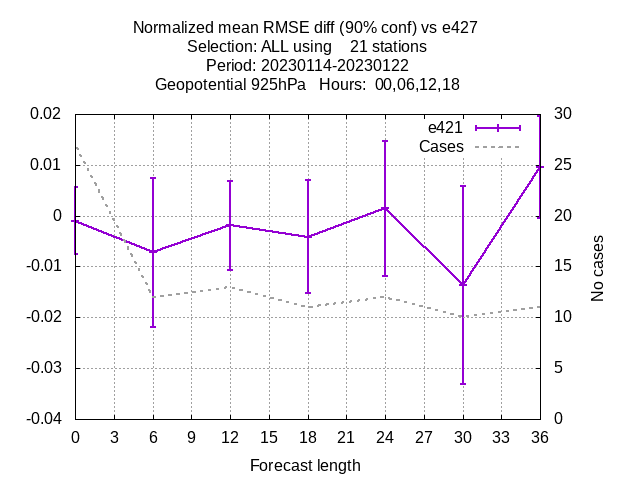 Normalized mean RMSE diff (90% conf) vs e427
Selection: ALL using    21 stations
Period: 20230114-20230122
Geopotential 925hPa   Hours:  00,06,12,18
0.02
0.01
0
-0.01
-0.02
-0.03
-0.04
e421
Cases
30
25
20
15
10
5
0
No cases
0 3 6 9 12 15 18 21 24 27 30 33 36
Forecast length